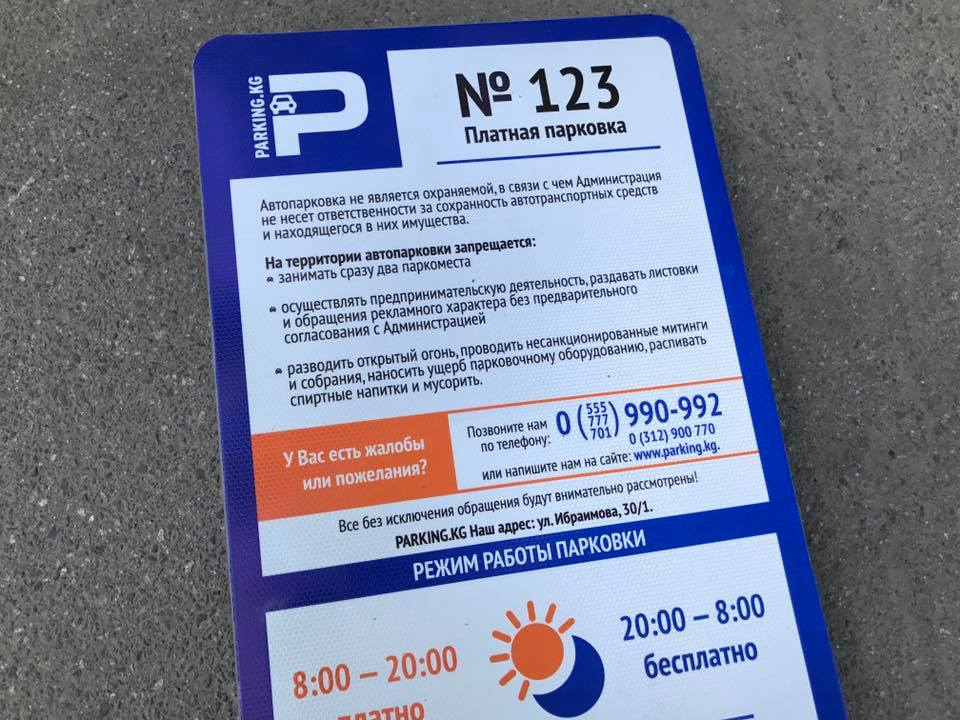 PARKING.KG
P
№ 123
Платная парковка
Автопарковка не является охраняемой, в связи с чем Администрация
не несет ответственности за сохранность автотранспортных средств
и находящегося в них имущества.
На территории автопарковки запрещается:
занимать сразу два паркоместа
осуществлять предпринимательскую деятельность, раздавать листовки
и обращения рекламного характера без предварительного
согласования с Администрацией
разводить открытый огонь, проводить несанкционированные митинги
и собрания, наносить ущерб парковочному оборудованию, распивать
спиртные напитки и мусорить.
У Вас есть жалобы
или пожелания?
Позвоните нам
по телефону:
0 (555 777 701) 990-992
0 (312) 900 770
или напишите нам на сайте: www.parking.kg.
Все без исключения обращения будут внимательно рассмотрены!
PARKING.KG Наш адрес: ул. Ибраимова, 30/1.
РЕЖИМ РАБОТЫ ПАРКОВКИ
8:00 – 20:00
платно
20:00 – 8:00
бесплатно